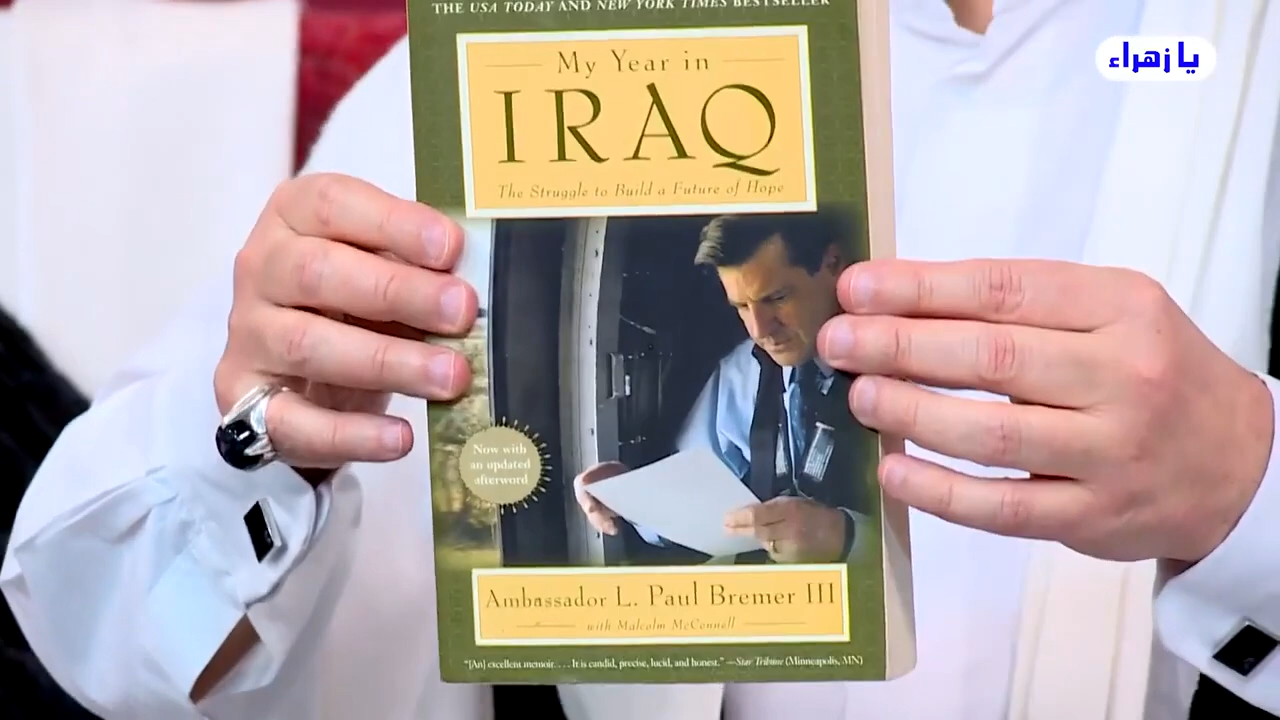 THE USA TODAY AND NEW YORK TIMES BESTSELLER
يا زهراء
My Year in
IRAQ
The Struggle to Build a Future of Hope
Now with
an updated
afterword
Ambassador L. Paul Bremer III
with Malcolm McConnell
“[An] excellent memoir. . . . It is candid, precise, lucid, and honest.” —Star Tribune (Minneapolis, MN)